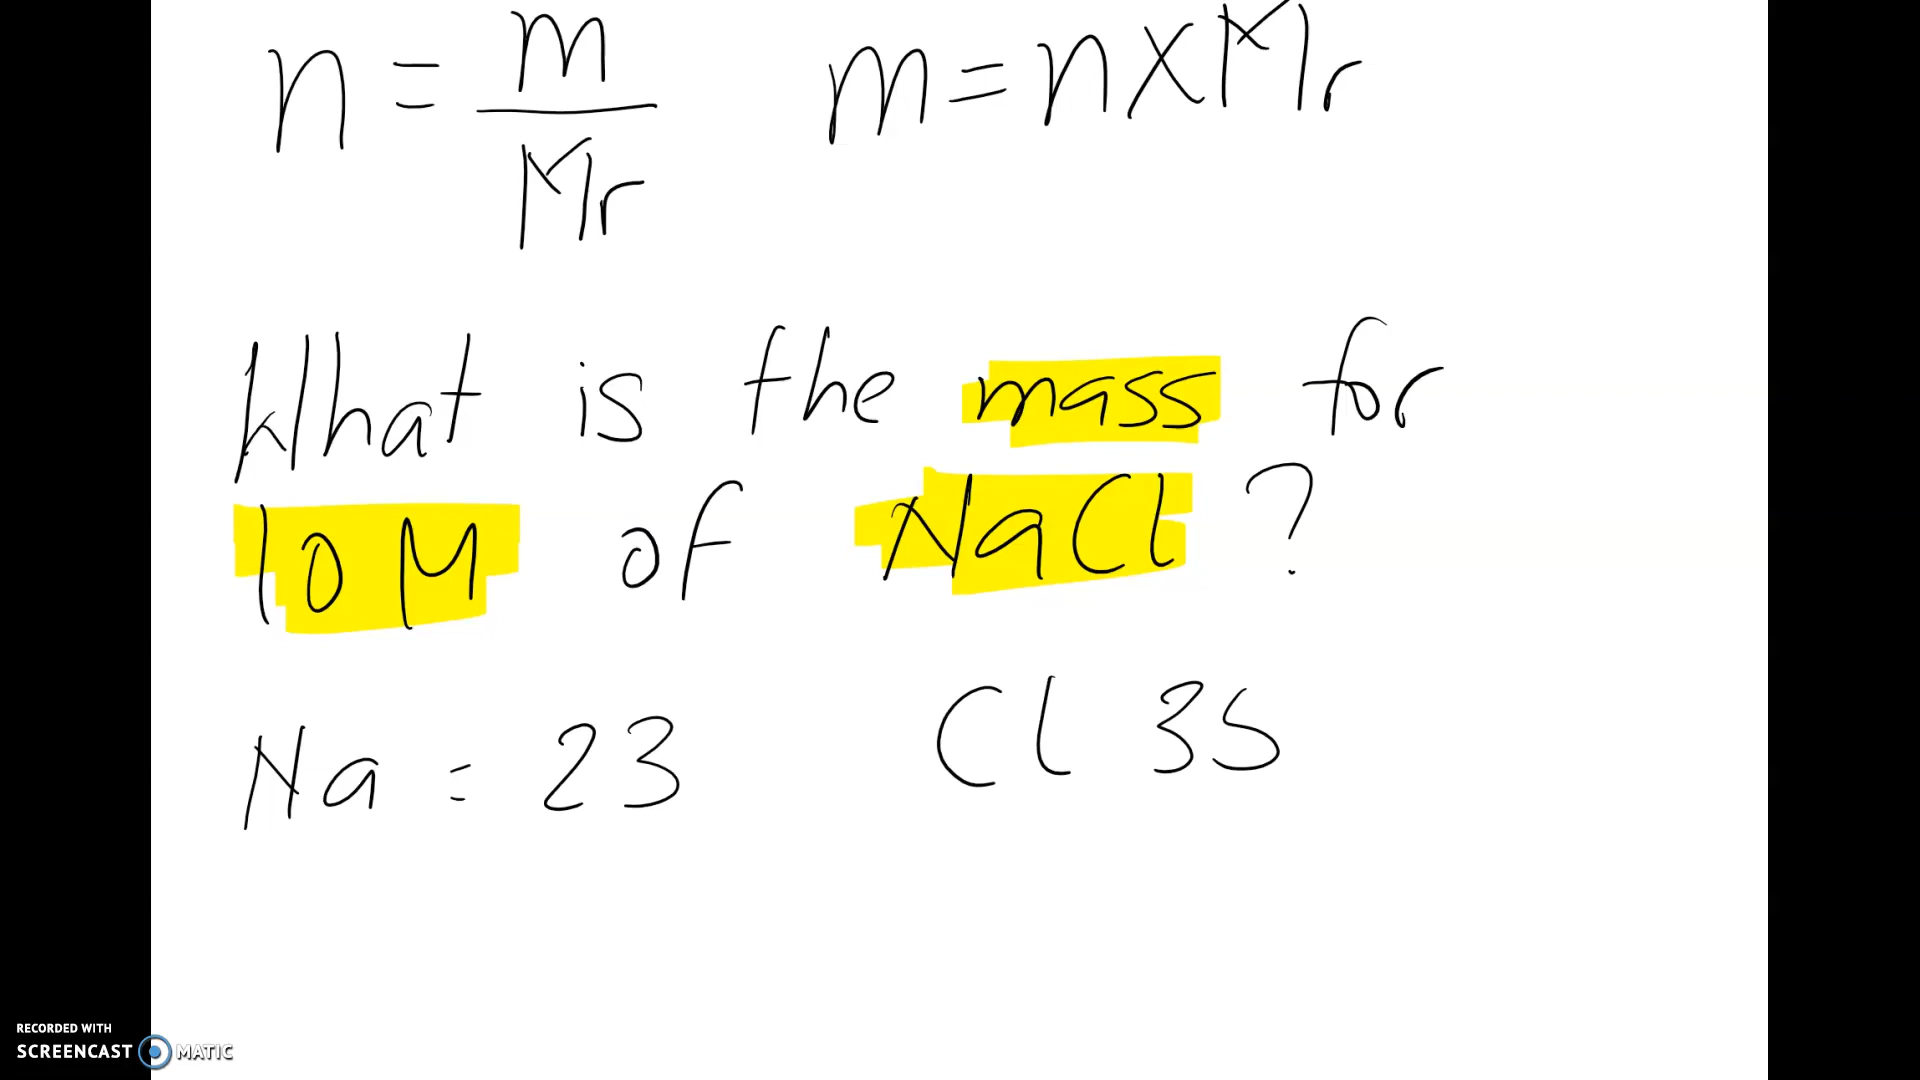 n = m / Mr
m = n x Mr
What is the mass for
10 M of NaCl ?
Na = 23
Cl 35
RECORDED WITH
SCREENCAST MATIC